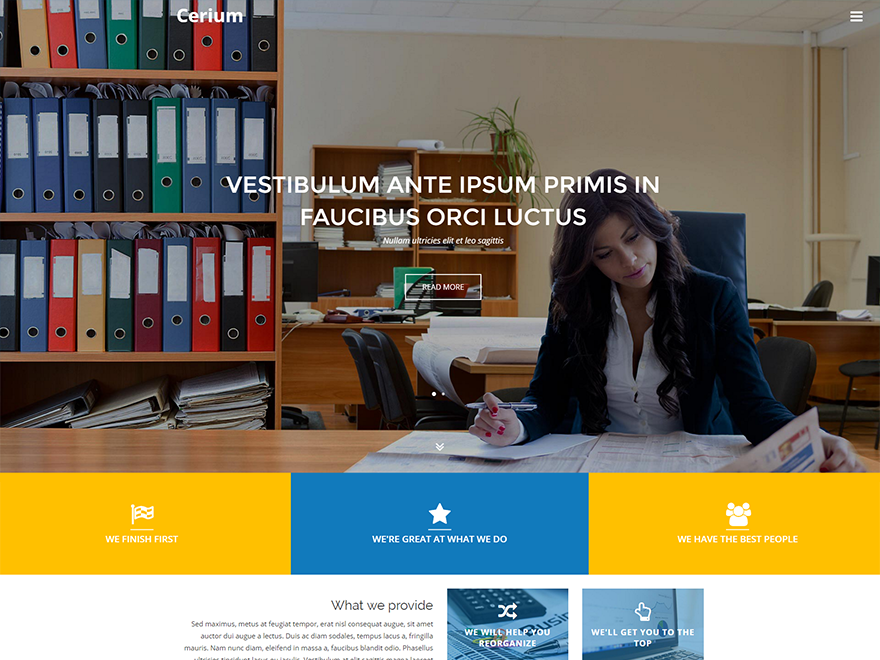 Cerium
VESTIBULUM ANTE IPSUM PRIMIS IN
FAUCIBUS ORCI LUCTUS
Nullam ultricies elit et leo sagittis
READ MORE
WE FINISH FIRST
WE'RE GREAT AT WHAT WE DO
WE HAVE THE BEST PEOPLE
What we provide
Sed maximus, metus at feugiat tempor, erat nisl consequat augue, sit amet
auctor dui augue a lectus. Duis ac diam sodales, tempus lacus a, fringilla
mauris. Nam nunc diam, eleifend in massa a, faucibus blandit odio. Phasellus
WE WILL HELP YOU
REORGANIZE
WE'LL GET YOU TO THE
TOP